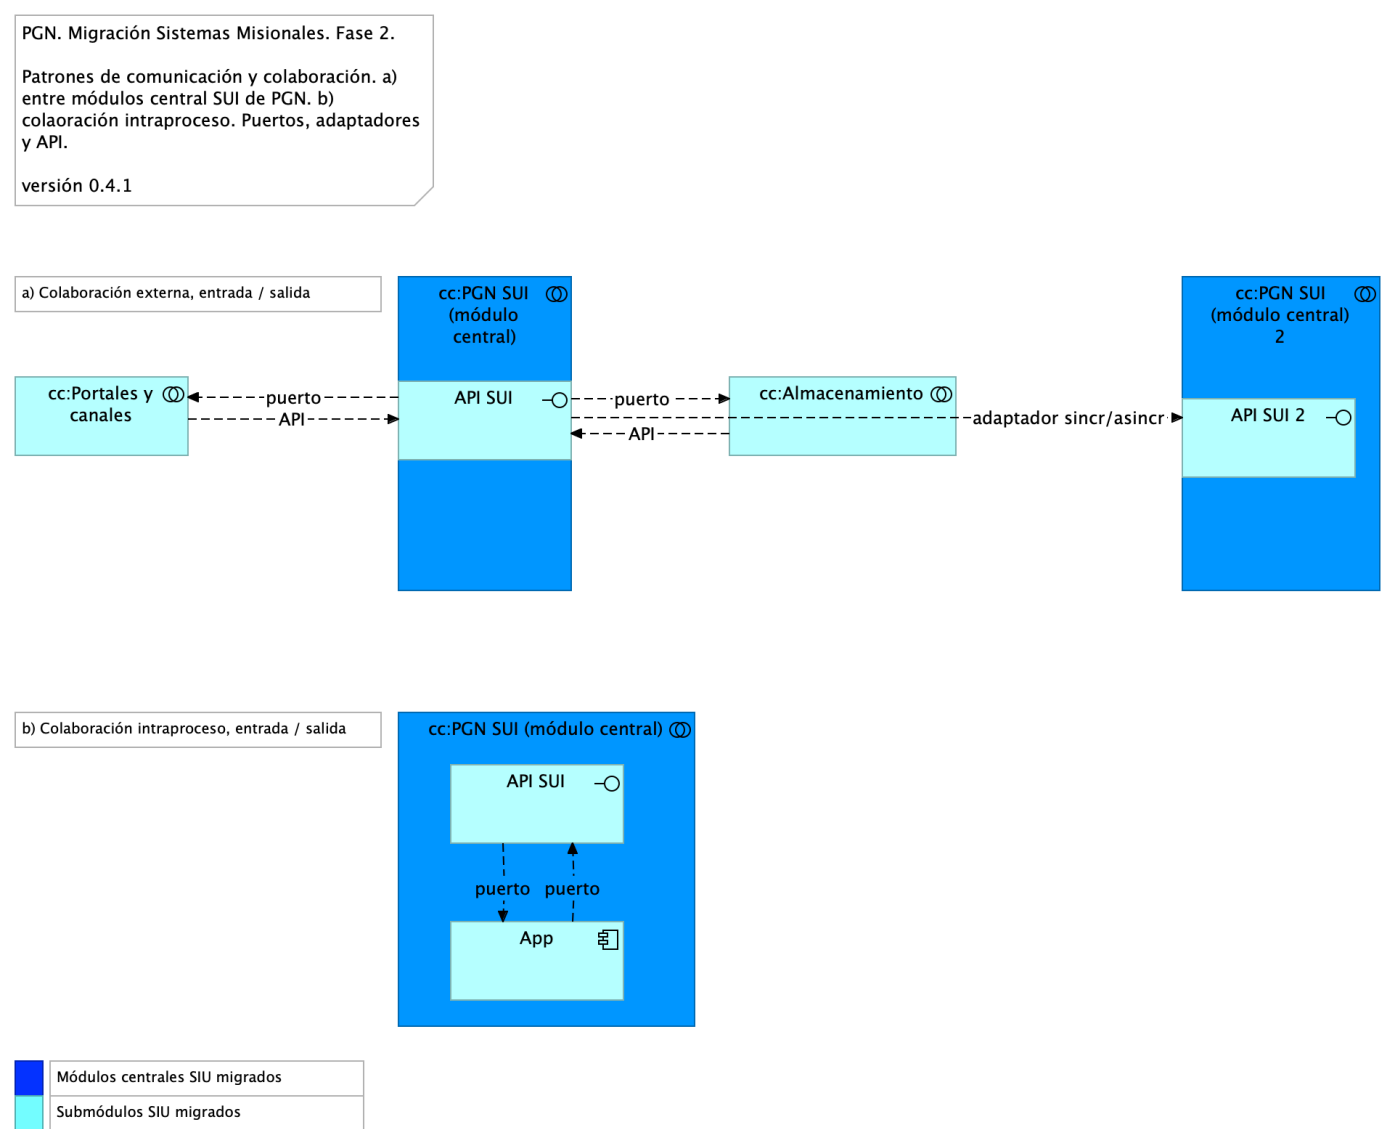 PGN. Migración Sistemas Misionales. Fase 2.
Patrones de comunicación y colaboración. a)
entre módulos central SUI de PGN. b)
colaoración intraproceso. Puertos, adaptadores
y API.
versión 0.4.1
a) Colaboración externa, entrada / salida
cc:PGN SUI
(módulo
central)
cc:PGN SUI
(módulo central)
2
cc:Portales y
canales
puerto
API
API SUI
puerto
API
cc:Almacenamiento
adaptador sincr/asincr
API SUI 2
b) Colaboración intraproceso, entrada / salida
cc:PGN SUI (módulo central)
API SUI
puerto
puerto
App
Módulos centrales SIU migrados
Submódulos SIU migrados